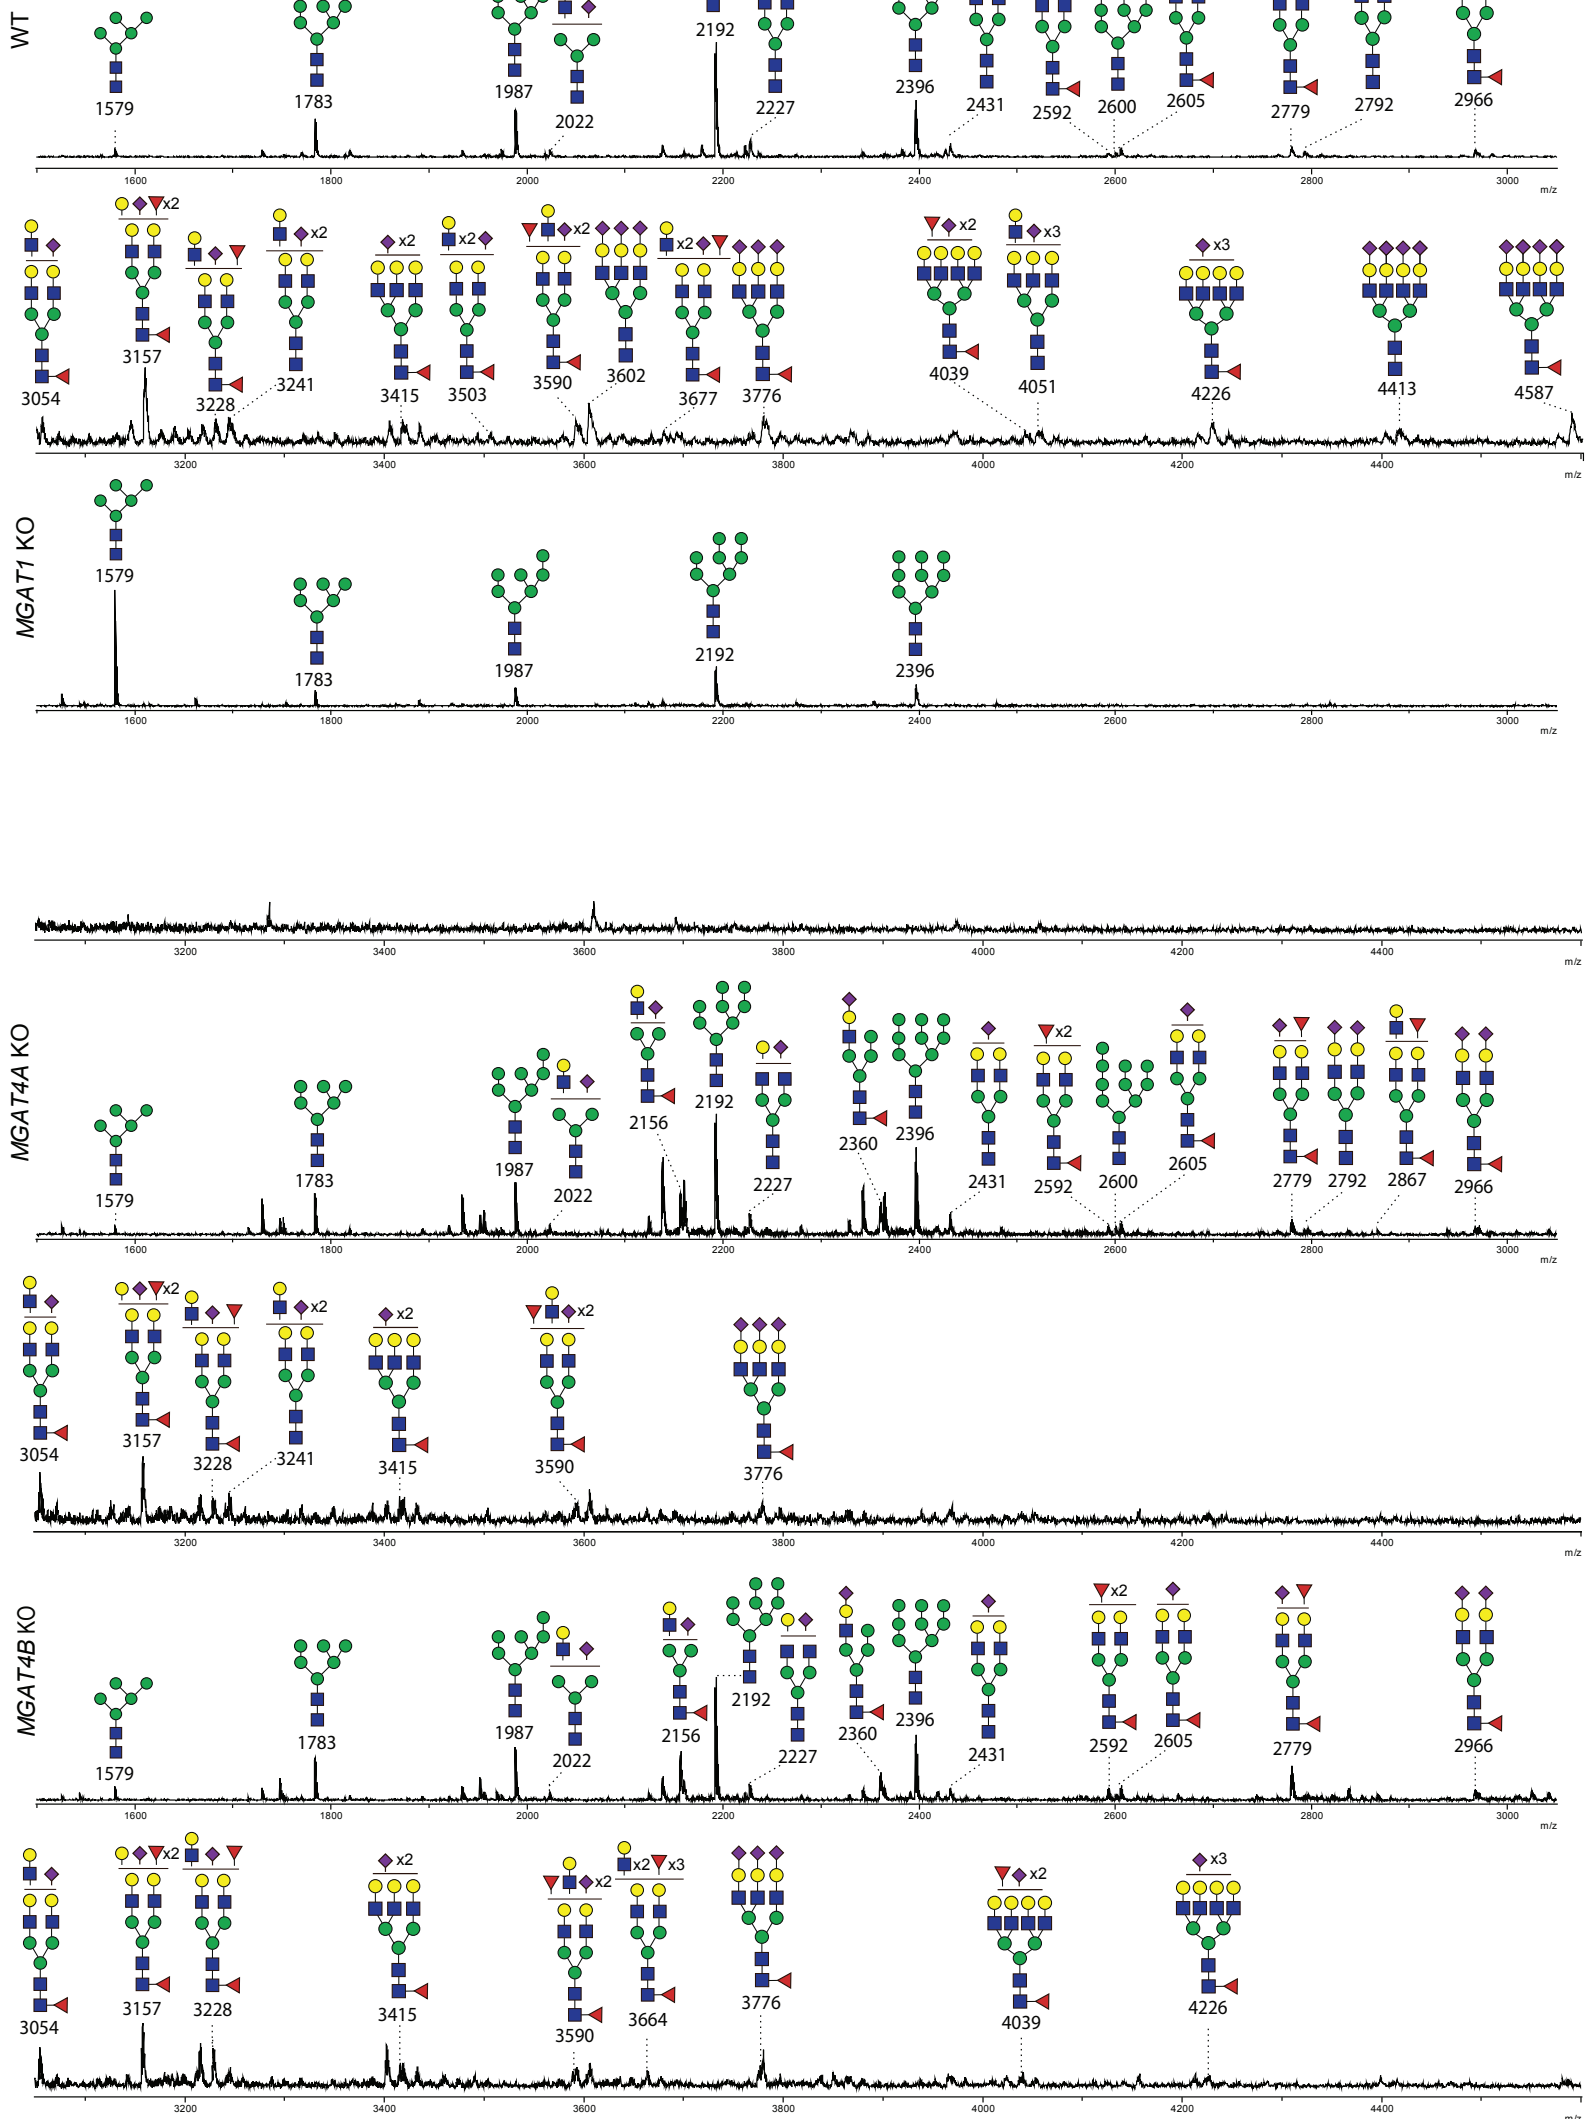 WT
2192
1579
1783
1987
2022
2227
2396
2431
2592
2600
2605
2779
2792
2966
1600 1800 2000 2200 2400 2600 2800 3000
m/z
x2
x2
x2
x2
x2
x2
x2
x3
x3
3054
3157
3228
3241
3415
3503
3590
3602
3677
3776
4039
4051
4226
4413
4587
3200 3400 3600 3800 4000 4200 4400
m/z
MGAT1 KO
1579
1783
1987
2192
2396
1600 1800 2000 2200 2400 2600 2800 3000
m/z
3200 3400 3600 3800 4000 4200 4400
m/z
MGAT4A KO
x2
1579
1783
1987
2022
2156
2192
2227
2360
2396
2431
2592
2600
2605
2779
2792
2867
2966
1600 1800 2000 2200 2400 2600 2800 3000
m/z
x2
x2
x2
x2
3054
3157
3228
3241
3415
3590
3776
3200 3400 3600 3800 4000 4200 4400
m/z
MGAT4B KO
x2
1579
1783
1987
2022
2156
2192
2227
2360
2396
2431
2592
2605
2779
2966
1600 1800 2000 2200 2400 2600 2800 3000
m/z
x2
x2
x2
x2 x3
x2
x3
3054
3157
3228
3415
3590
3664
3776
4039
4226
3200 3400 3600 3800 4000 4200 4400
m/z